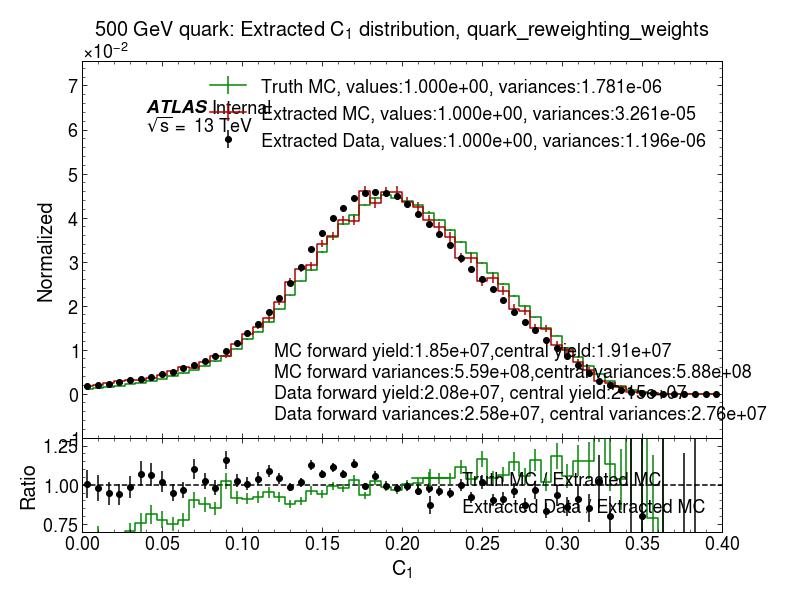 500 GeV quark: Extracted C₁ distribution, quark_reweighting_weights
×10⁻²
Truth MC, values:1.000e+00, variances:1.781e-06
ATLAS Internal
Extracted MC, values:1.000e+00, variances:3.261e-05
√s = 13 TeV
Extracted Data, values:1.000e+00, variances:1.196e-06
7
6
5
4
3
2
1
0
-1
Normalized
MC forward yield:1.85e+07,central yield:1.91e+07
MC forward variances:5.59e+08,central variances:5.88e+08
Data forward yield:2.08e+07, central yield:2.15e+07
Data forward variances:2.58e+07, central variances:2.76e+07
1.25
1.00
0.75
Ratio
Truth MC / Extracted MC
Extracted Data / Extracted MC
0.00 0.05 0.10 0.15 0.20 0.25 0.30 0.35 0.40
C₁